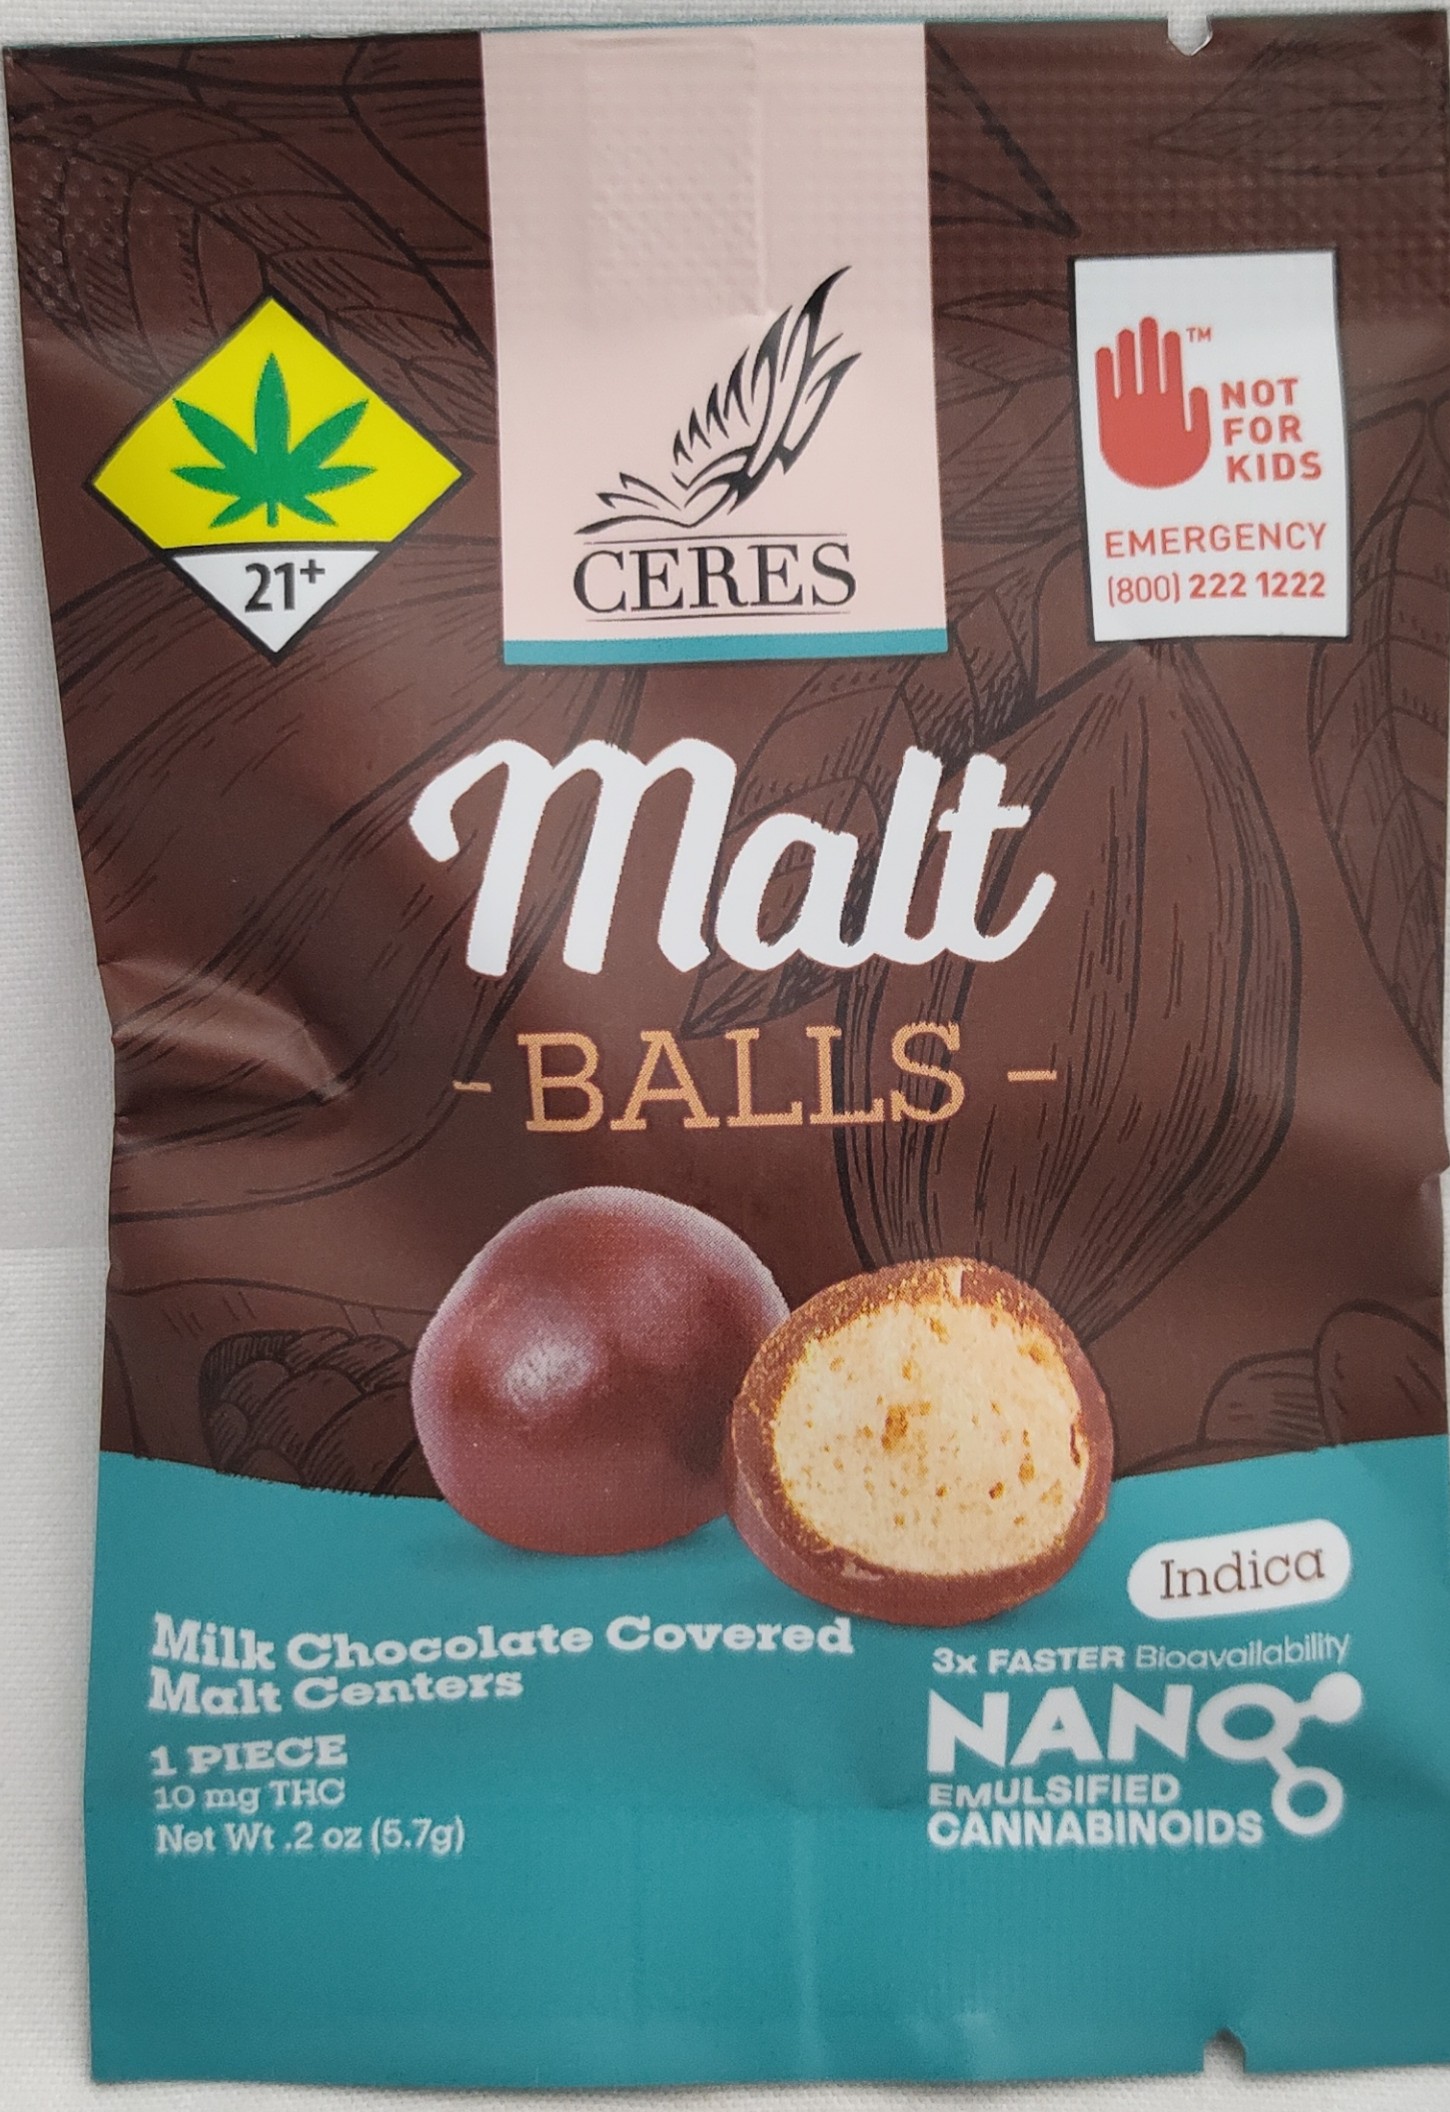 21+
CERES
TM
NOT
FOR
KIDS
EMERGENCY
(800) 222 1222
Malt
-BALLS-
Indica
Milk Chocolate Covered
Malt Centers
1 PIECE
10 mg THC
Net Wt .2 oz (5.7g)
3x FASTER Bioavailability
NANO
EMULSIFIED
CANNABINOIDS